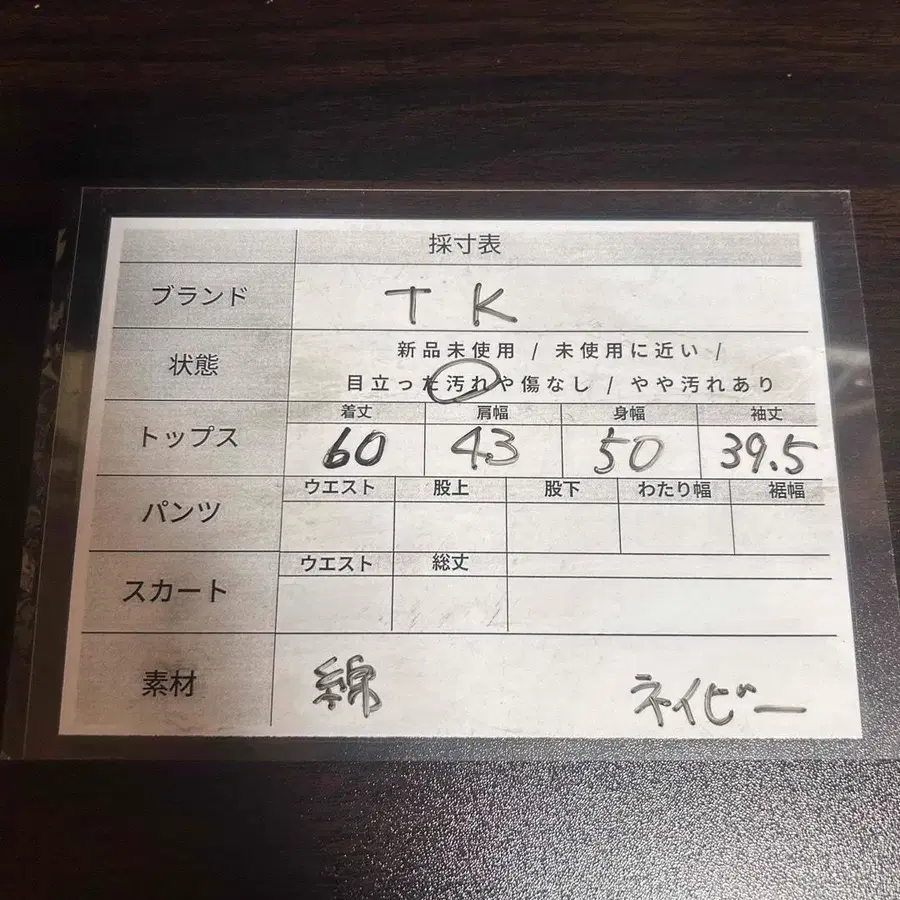 採寸表
ブランド TK
状態 新品未使用 / 未使用に近い /
目立った汚れや傷なし / やや汚れあり
トップス 着丈 肩幅 身幅 袖丈
60 43 50 39.5
パンツ ウエスト 股上 股下 わたり幅 裾幅
スカート ウエスト 総丈
素材 綿 ネイビー